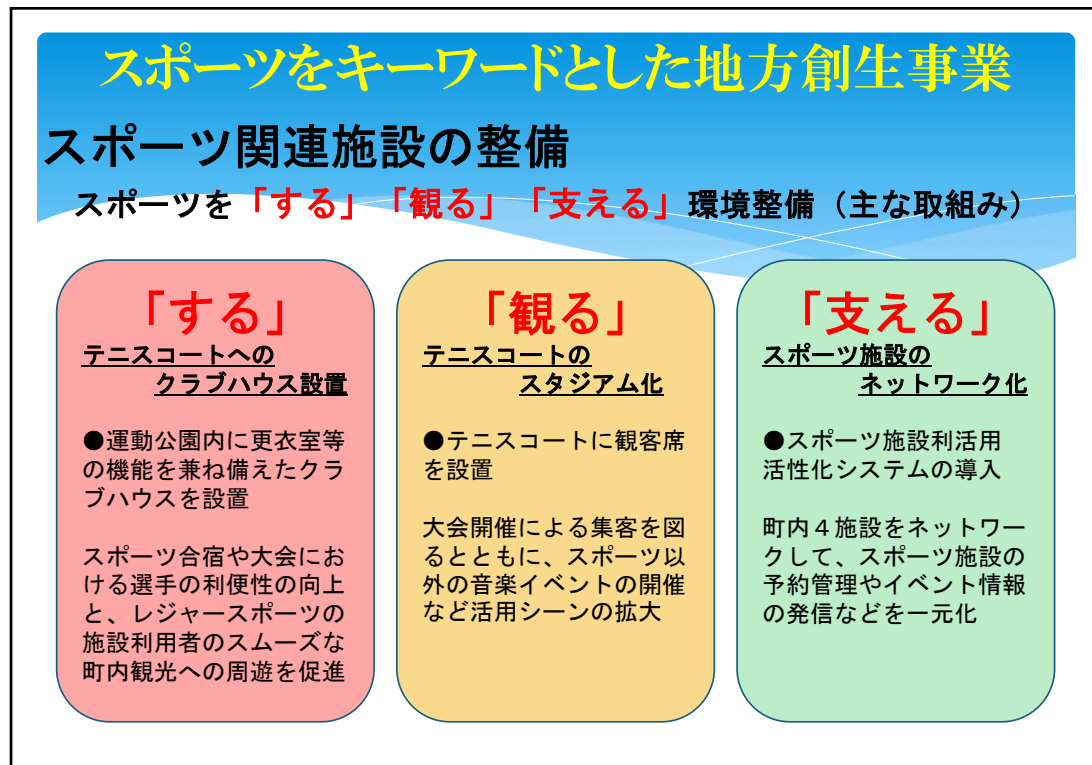 スポーツをキーワードとした地方創生事業
スポーツ関連施設の整備
スポーツを「する」「観る」「支える」環境整備（主な取組み）
「する」
テニスコートへの
クラブハウス設置
●運動公園内に更衣室等
の機能を兼ね備えたクラ
ブハウスを設置
スポーツ合宿や大会にお
ける選手の利便性の向上
と、レジャースポーツの
施設利用者のスムーズな
町内観光への周遊を促進
「観る」
テニスコートの
スタジアム化
●テニスコートに観客席
を設置
大会開催による集客を図
るとともに、スポーツ以
外の音楽イベントの開催
など活用シーンの拡大
「支える」
スポーツ施設の
ネットワーク化
●スポーツ施設利活用
活性化システムの導入
町内４施設をネットワー
クして、スポーツ施設の
予約管理やイベント情報
の発信などを一元化